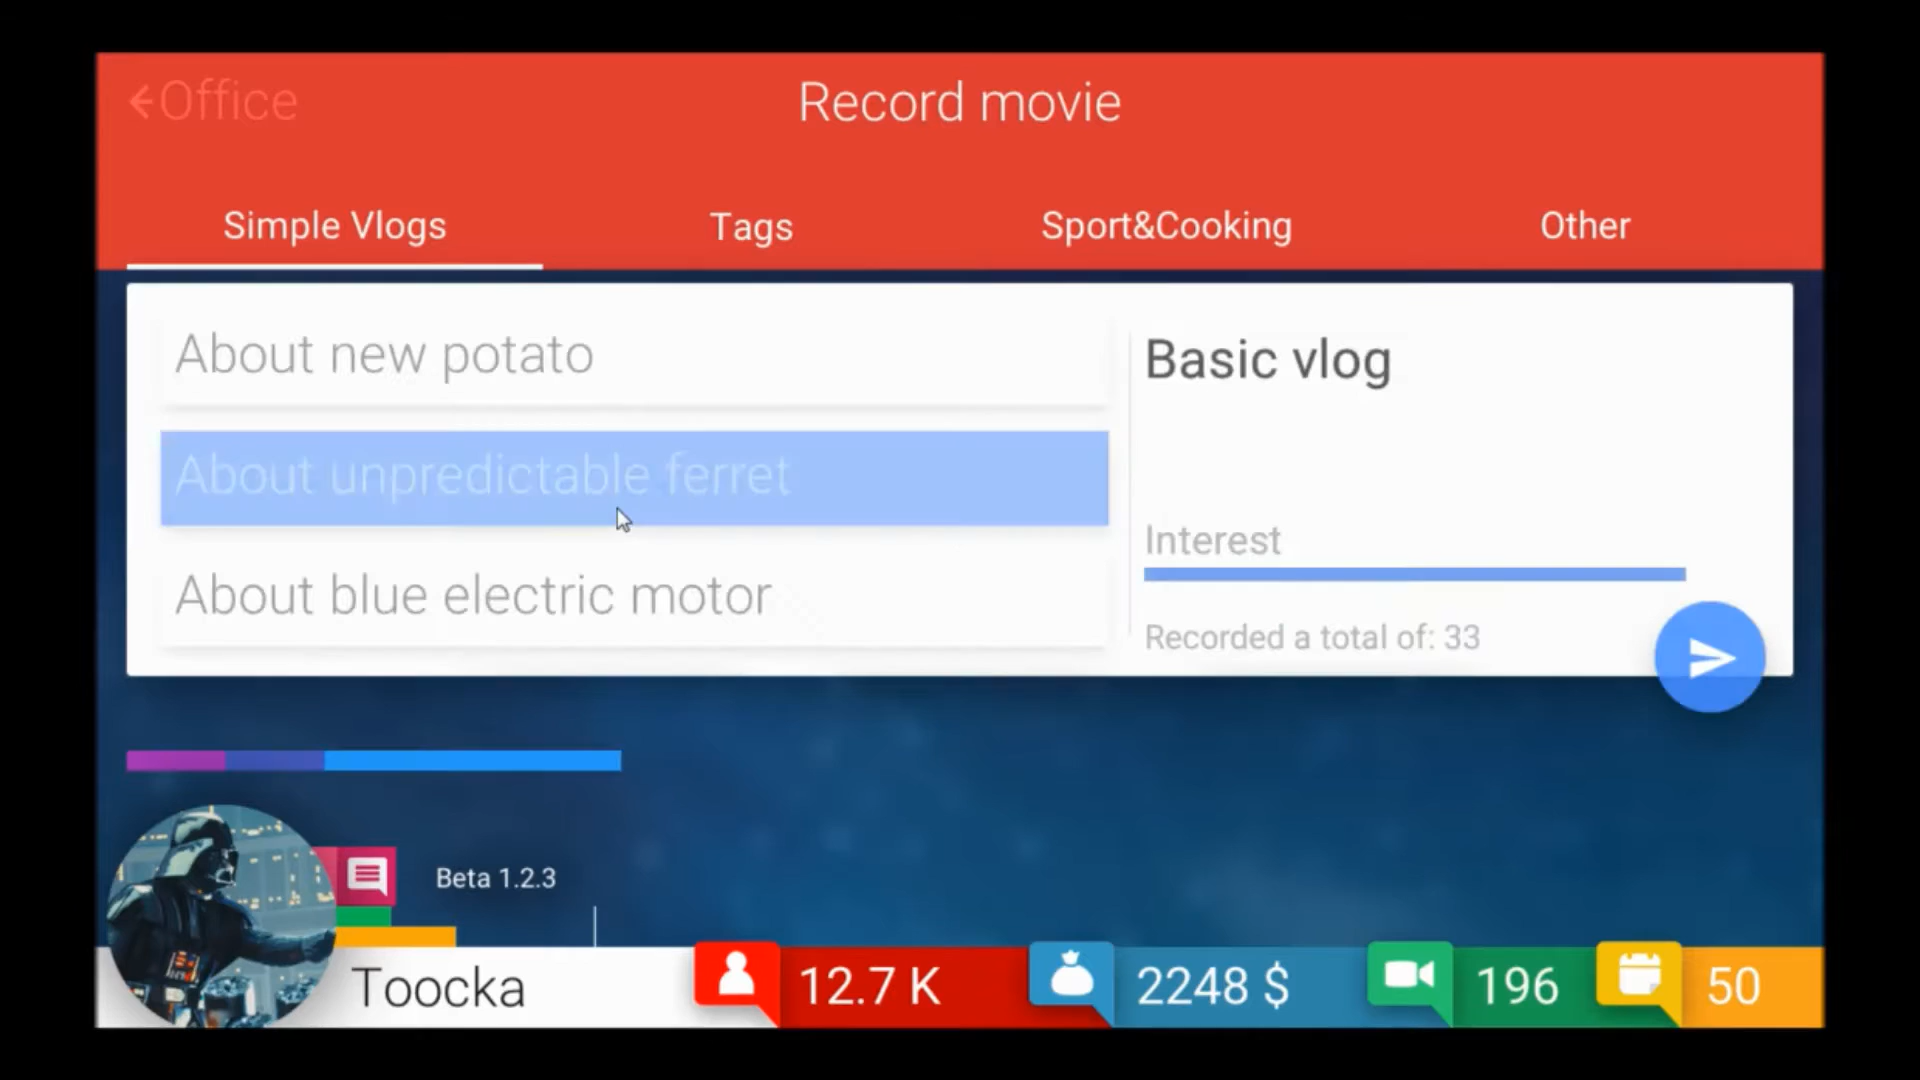 Office
Record movie
Simple Vlogs
Tags
Sport&Cooking
Other
About new potato
About unpredictable ferret
About blue electric motor
Basic vlog
Interest
Recorded a total of: 33
Beta 1.2.3
Toocka
12.7 K
2248 $
196
50